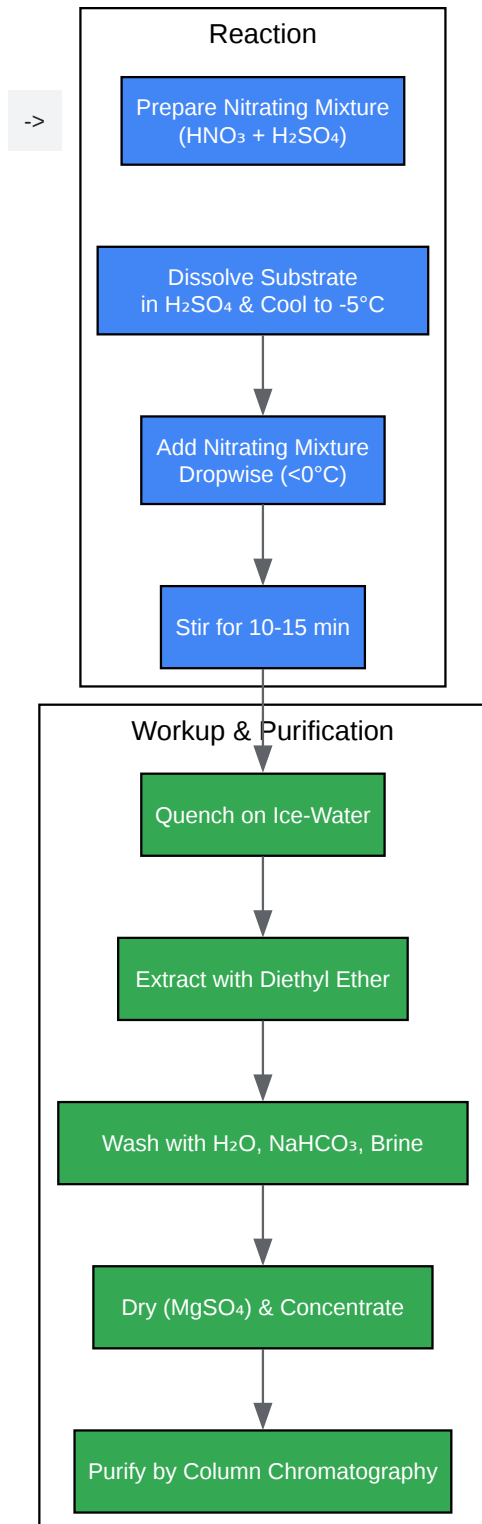 Reaction
->
Prepare Nitrating Mixture
(HNO₃ + H₂SO₄)
Dissolve Substrate
in H₂SO₄ & Cool to -5°C
Add Nitrating Mixture
Dropwise (<0°C)
Stir for 10-15 min
Workup & Purification
Quench on Ice-Water
Extract with Diethyl Ether
Wash with H₂O, NaHCO₃, Brine
Dry (MgSO₄) & Concentrate
Purify by Column Chromatography